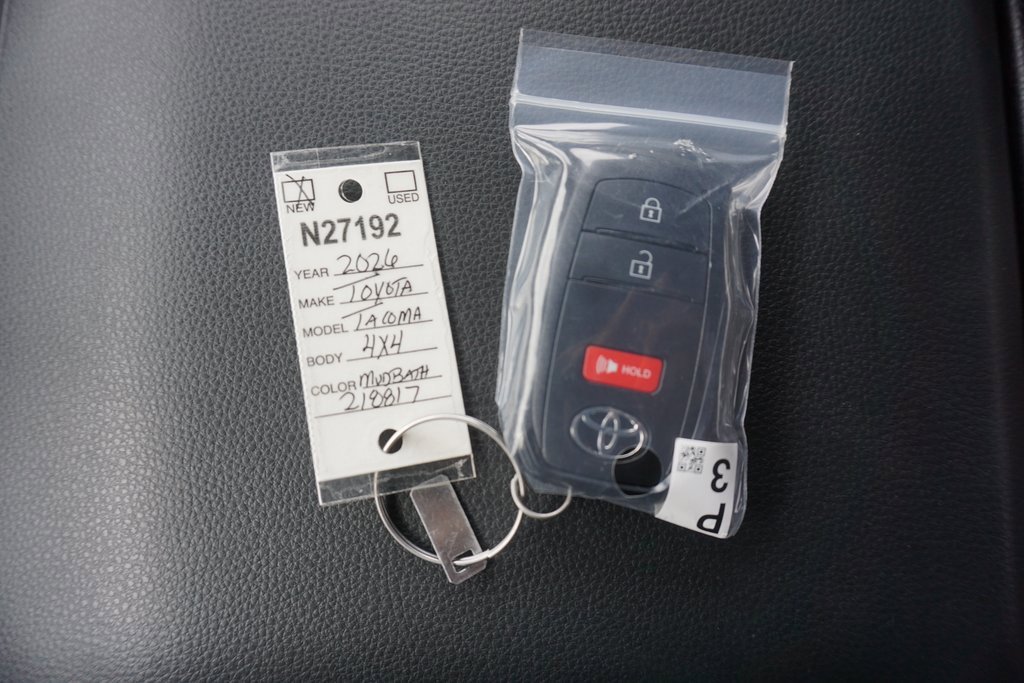 NEW USED
N27192
YEAR 2026
MAKE TOYOTA
MODEL TACOMA
BODY 4X4
COLOR MUDBATH
218817
HOLD
3
P